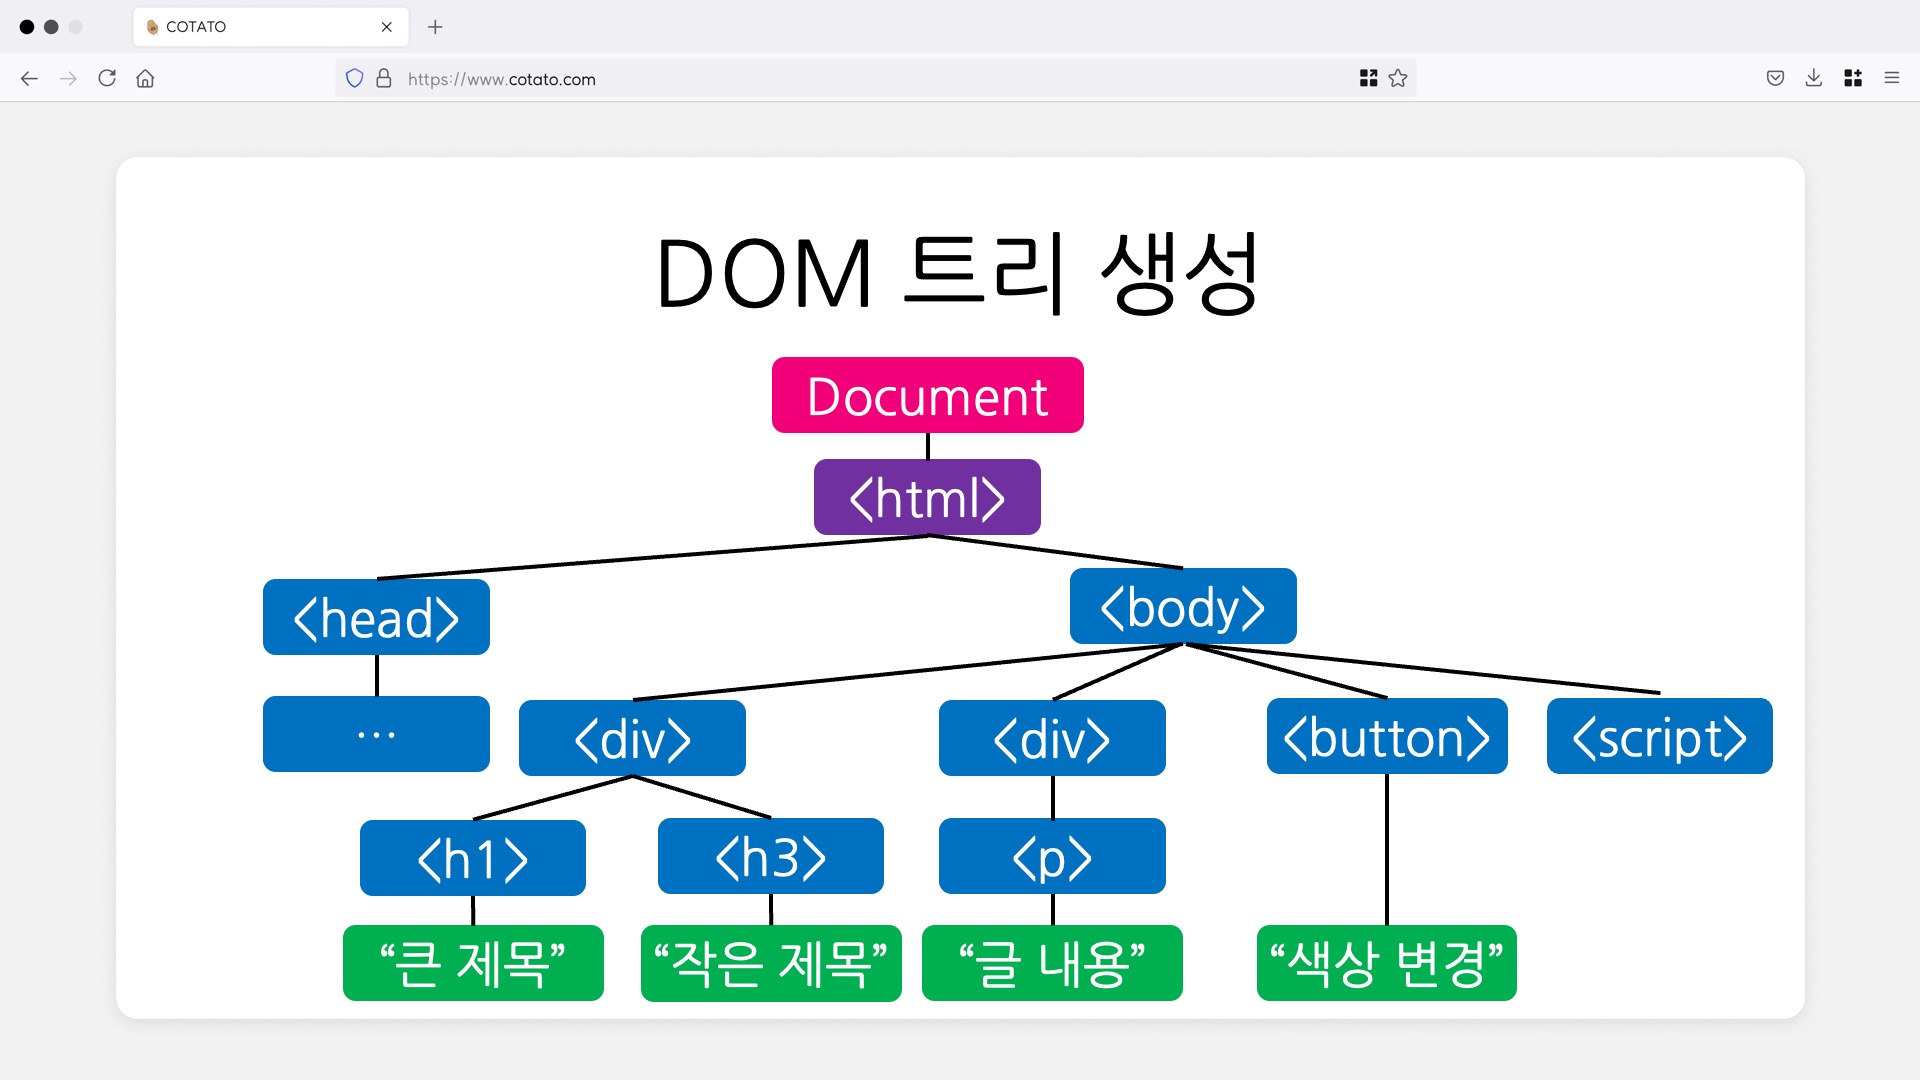 COTATO
https://www.cotato.com
DOM 트리 생성
Document
<html>
<head>
<body>
...
<div>
<div>
<button>
<script>
<h1>
<h3>
<p>
“큰 제목”
“작은 제목”
“글 내용”
“색상 변경”